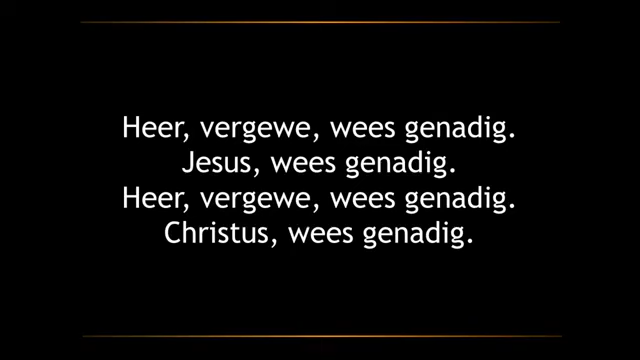 Heer, vergewe, wees genadig.
Jesus, wees genadig.
Heer, vergewe, wees genadig.
Christus, wees genadig.